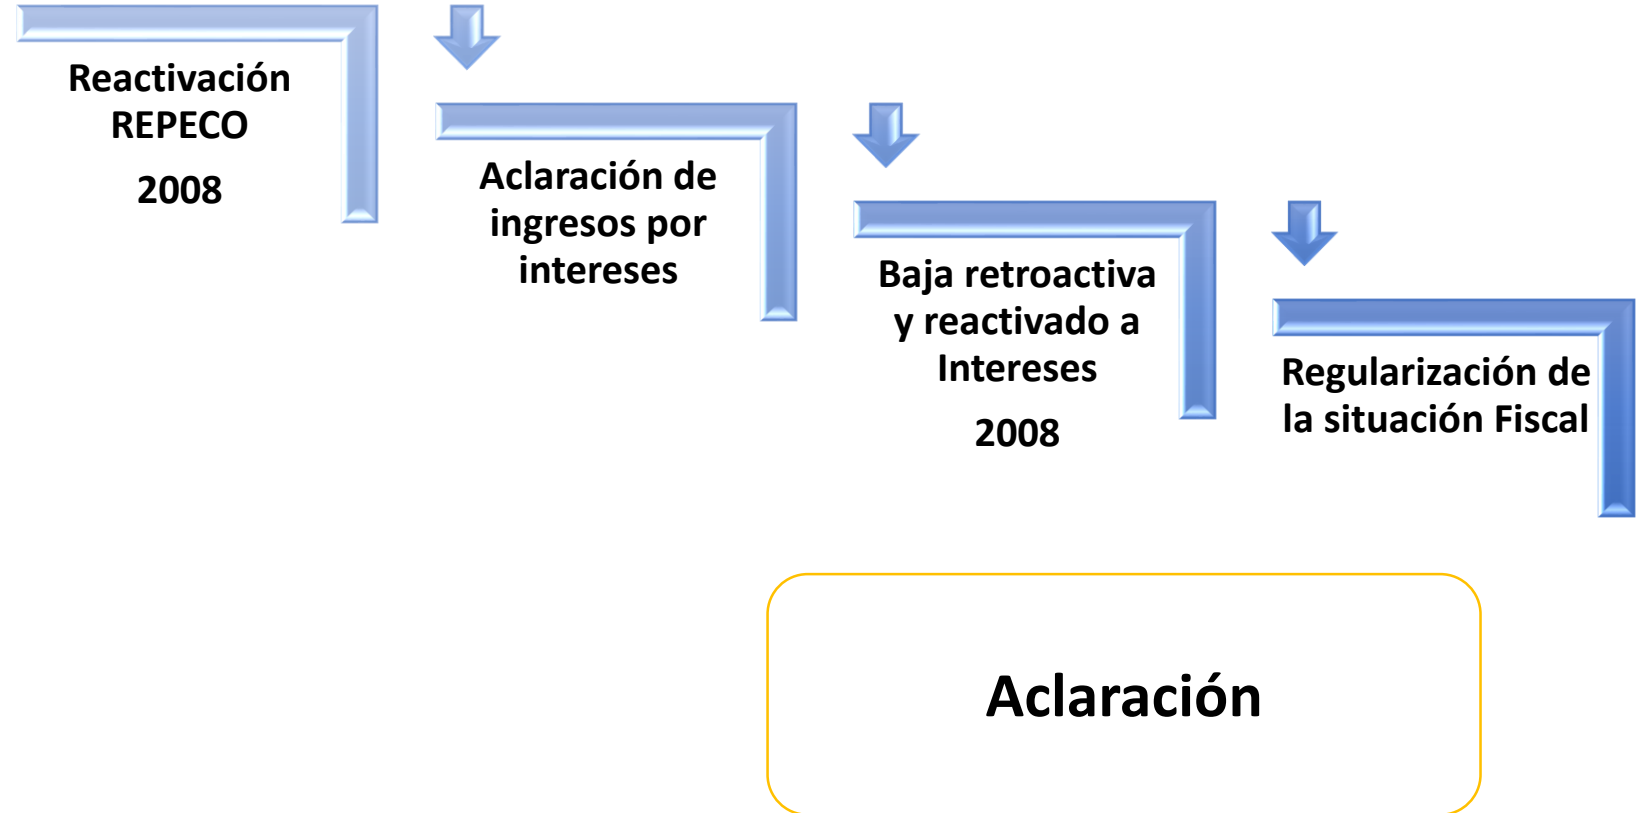 Reactivación
REPECO
2008
Aclaración de
ingresos por
intereses
Baja retroactiva
y reactivado a
Intereses
2008
Regularización de
la situación Fiscal
Aclaración